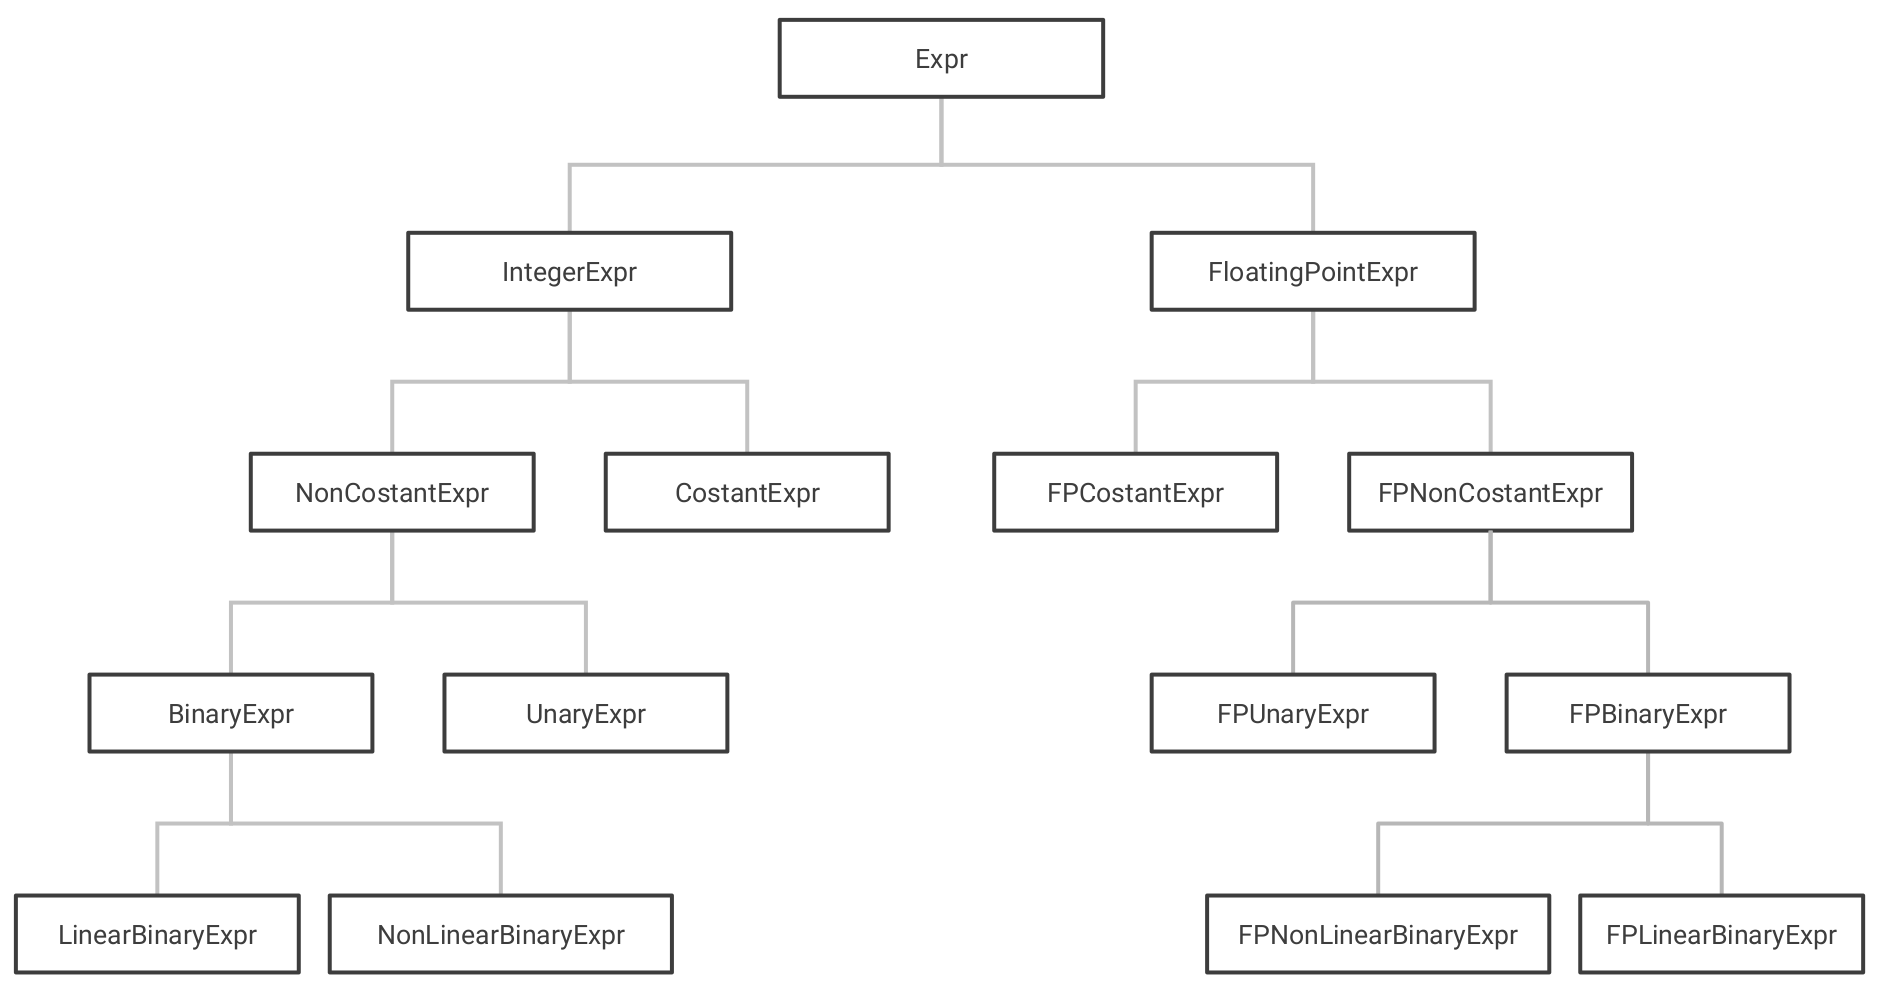 Expr
IntegerExpr
FloatingPointExpr
NonCostantExpr
CostantExpr
FPCostantExpr
FPNonCostantExpr
BinaryExpr
UnaryExpr
FPUnaryExpr
FPBinaryExpr
LinearBinaryExpr
NonLinearBinaryExpr
FPNonLinearBinaryExpr
FPLinearBinaryExpr